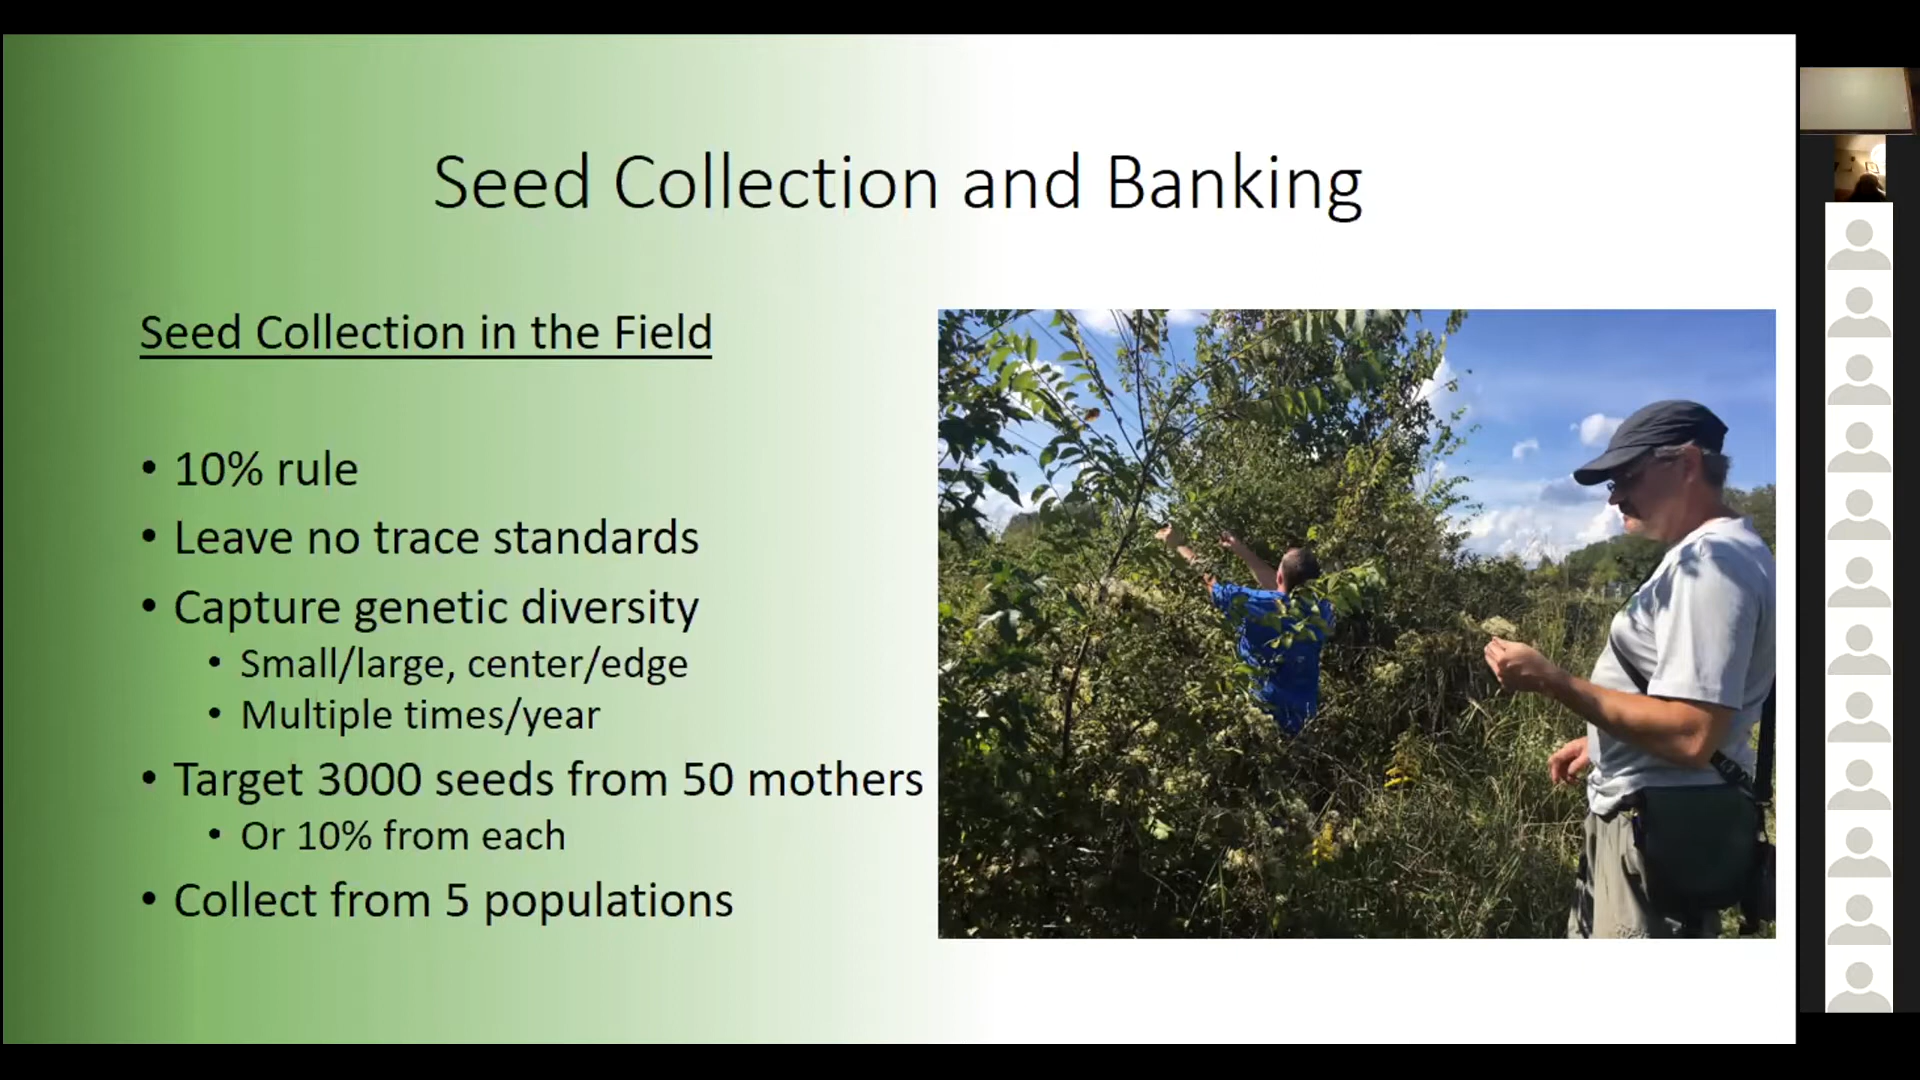 Seed Collection and Banking
Seed Collection in the Field
• 10% rule
• Leave no trace standards
• Capture genetic diversity
• Small/large, center/edge
• Multiple times/year
• Target 3000 seeds from 50 mothers
• Or 10% from each
• Collect from 5 populations